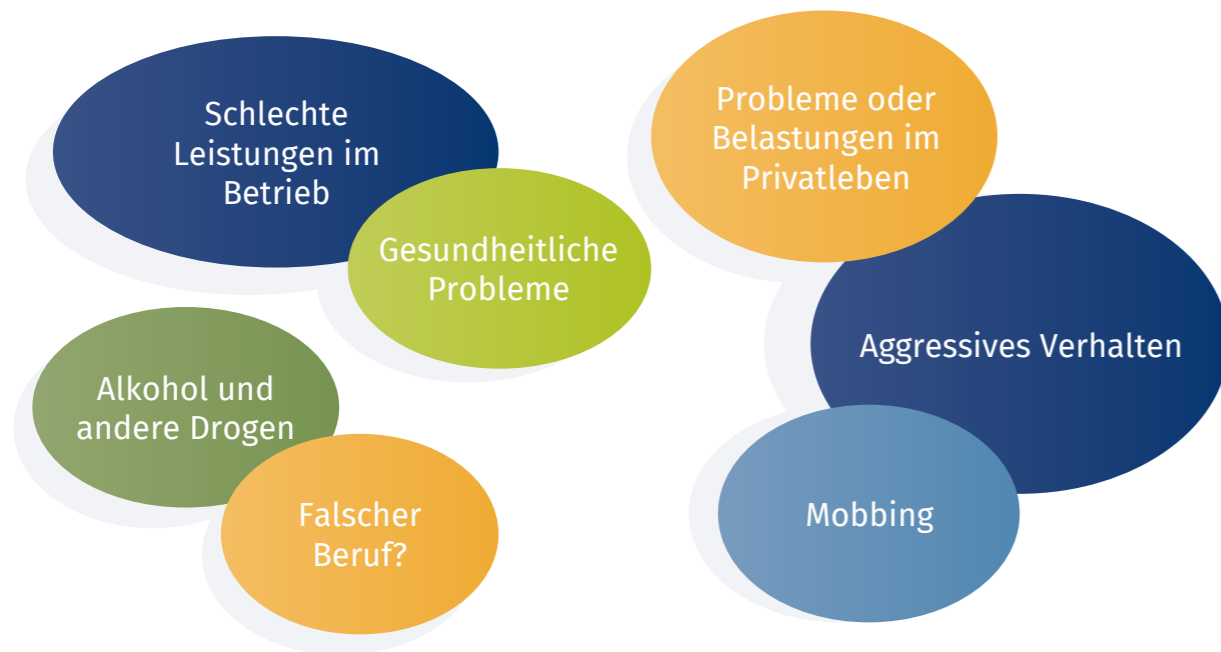 Schlechte
Leistungen im
Betrieb
Probleme oder
Belastungen im
Privatleben
Gesundheitliche
Probleme
Aggressives Verhalten
Alkohol und
andere Drogen
Falscher
Beruf?
Mobbing